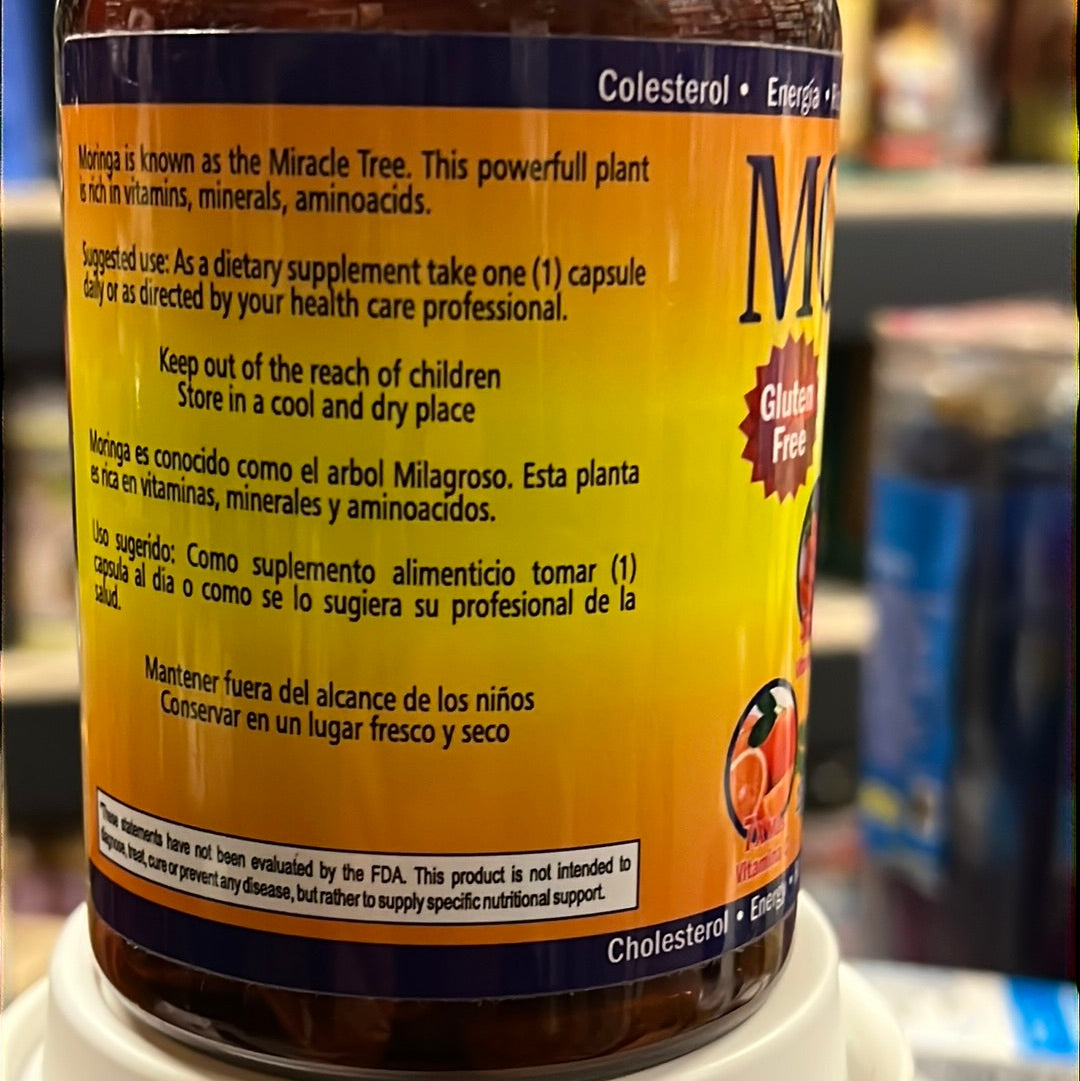 Colesterol • Energía •
Moringa is known as the Miracle Tree. This powerfull plant
is rich in vitamins, minerals, aminoacids.
Suggested use: As a dietary supplement take one (1) capsule
daily or as directed by your health care professional.
Keep out of the reach of children
Store in a cool and dry place
Moringa es conocido como el arbol Milagroso. Esta planta
es rica en vitaminas, minerales y aminoacidos.
Uso sugerido: Como suplemento alimenticio tomar (1)
capsula al dia o como se lo sugiera su profesional de la
salud.
Mantener fuera del alcance de los niños
Conservar en un lugar fresco y seco
These statements have not been evaluated by the FDA. This product is not intended to
diagnose, treat, cure or prevent any disease, but rather to supply specific nutritional support.
MO
Gluten
Free
Vitamina
Cholesterol • Energy •